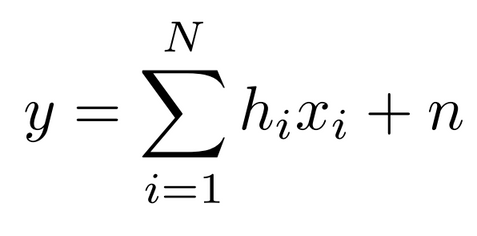 $y = \sum_{i=1}^{N} h_i x_i + n$